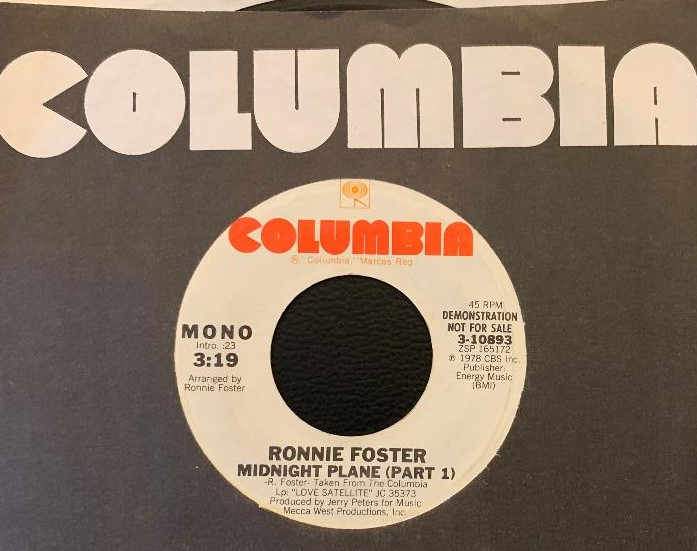 COLUMBIA
COLUMBIA
® "Columbia," Marcas Reg.
MONO
Intro. :23
3:19
Arranged by
Ronnie Foster
45 RPM
DEMONSTRATION
NOT FOR SALE
3-10893
ZSP 165172
℗ 1978 CBS Inc.
Publisher:
Energy Music
(BMI)
RONNIE FOSTER
MIDNIGHT PLANE (PART 1)
-R. Foster- Taken From The Columbia
Lp: "LOVE SATELLITE" JC 35373
Produced by Jerry Peters for Music
Mecca West Productions, Inc.